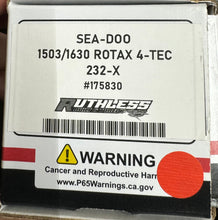 SEA-DOO
1503/1630 ROTAX 4-TEC
232-X
#175830
RUTHLESS
WARNING
Cancer and Reproductive Harm
www.P65Warnings.ca.gov